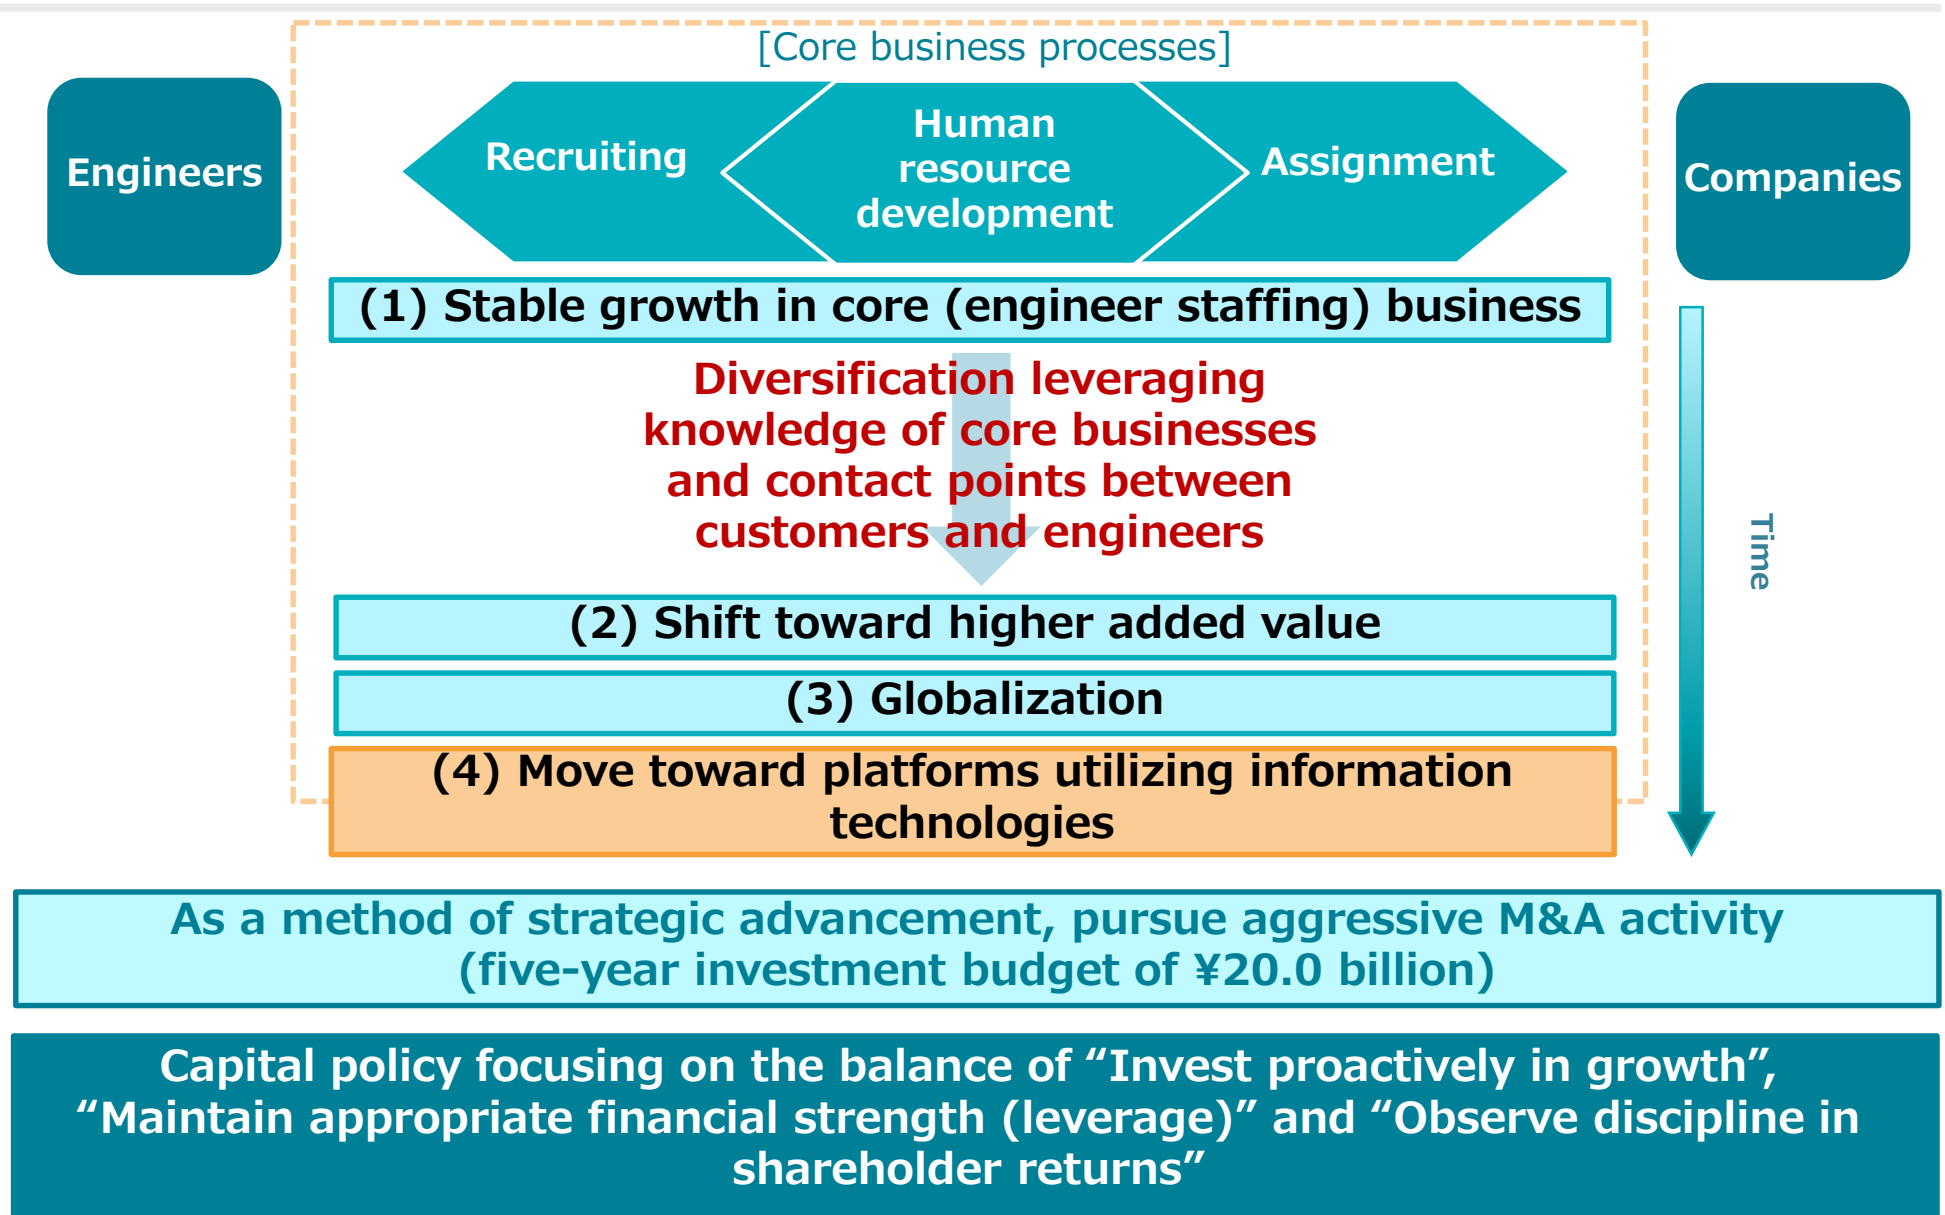 [Core business processes]
Engineers
Recruiting
Human
resource
development
Assignment
Companies
(1) Stable growth in core (engineer staffing) business
Diversification leveraging
knowledge of core businesses
and contact points between
customers and engineers
Time
(2) Shift toward higher added value
(3) Globalization
(4) Move toward platforms utilizing information
technologies
As a method of strategic advancement, pursue aggressive M&A activity
(five-year investment budget of ¥20.0 billion)
Capital policy focusing on the balance of “Invest proactively in growth”,
“Maintain appropriate financial strength (leverage)” and “Observe discipline in
shareholder returns”